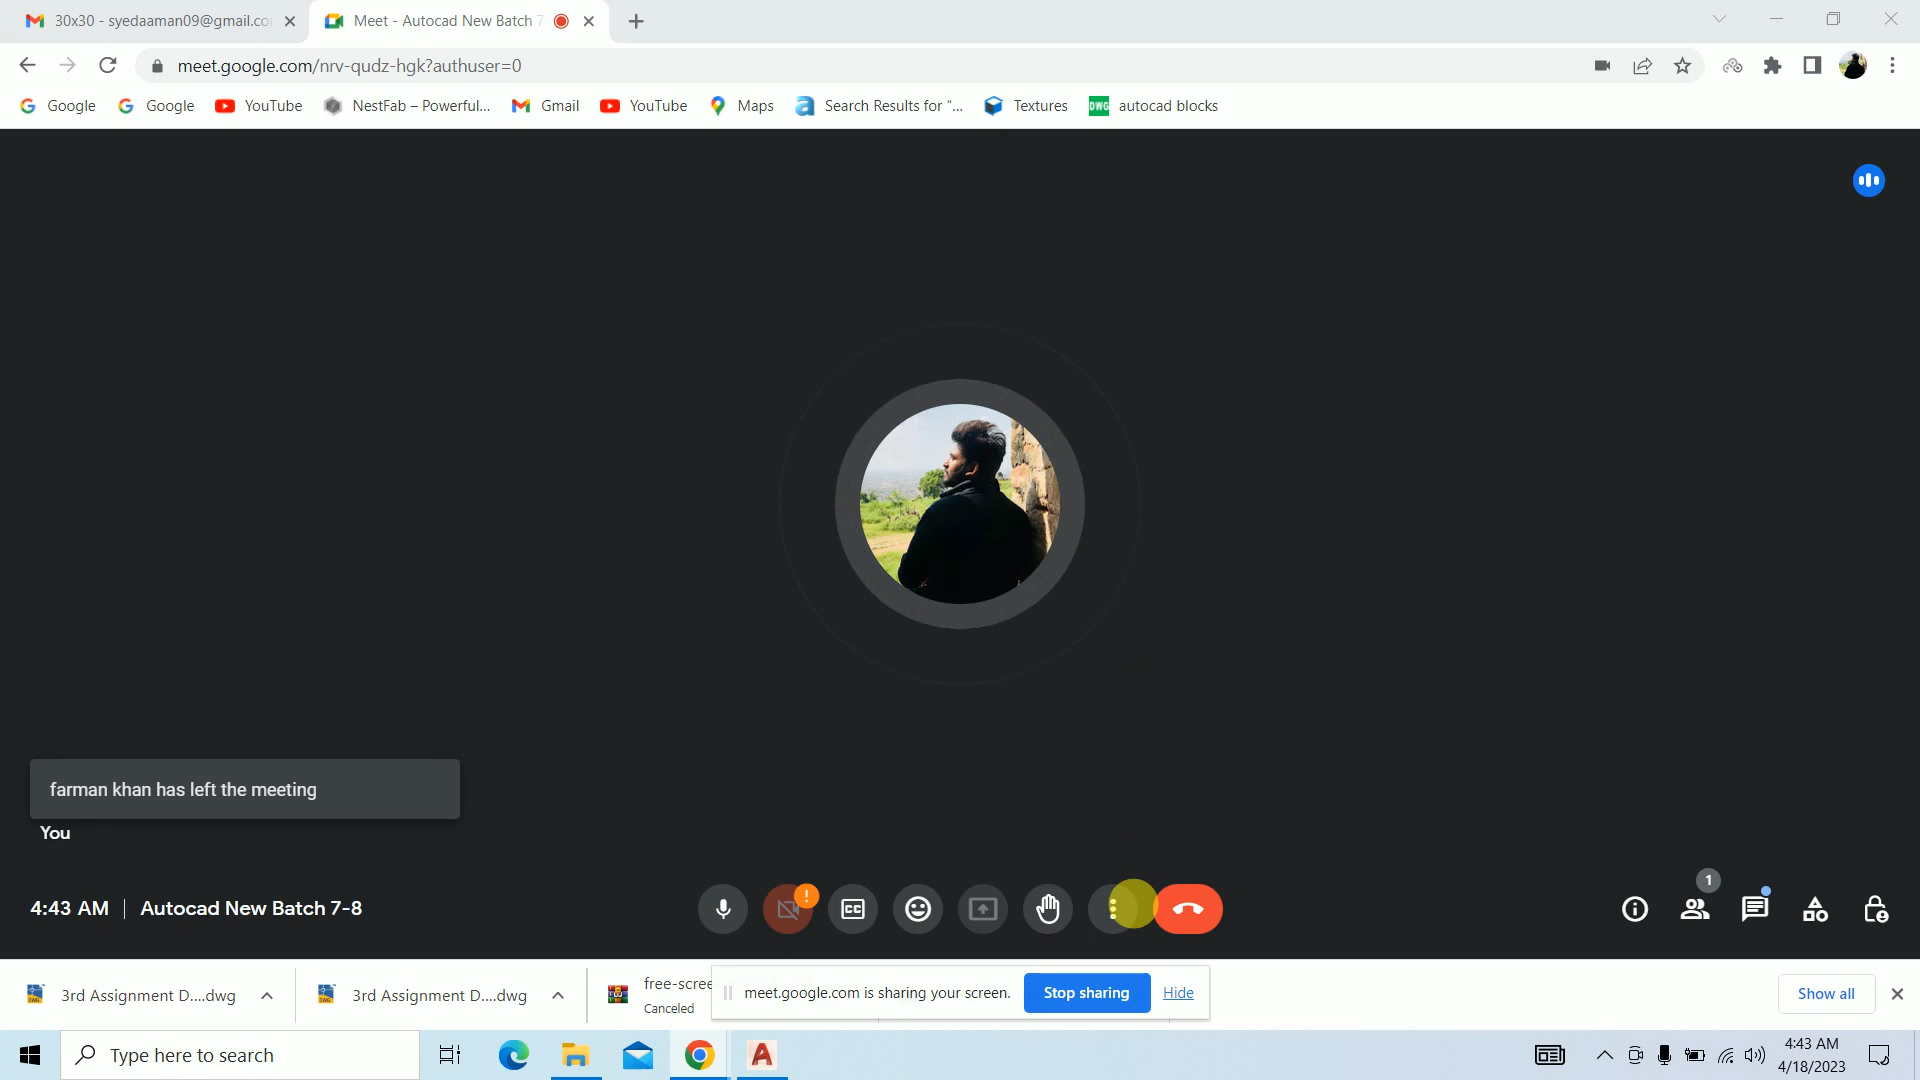 30x30 - syedaaman09@gmail.co
Meet - Autocad New Batch 7
meet.google.com/nrv-qudz-hgk?authuser=0
Google
Google
YouTube
NestFab – Powerful...
Gmail
YouTube
Maps
Search Results for “...
Textures
DWG
autocad blocks
farman khan has left the meeting
You
4:43 AM
Autocad New Batch 7-8
!
CC
1
3rd Assignment D....dwg
3rd Assignment D....dwg
free-scree
Canceled
meet.google.com is sharing your screen.
Stop sharing
Hide
Show all
Type here to search
4:43 AM
4/18/2023